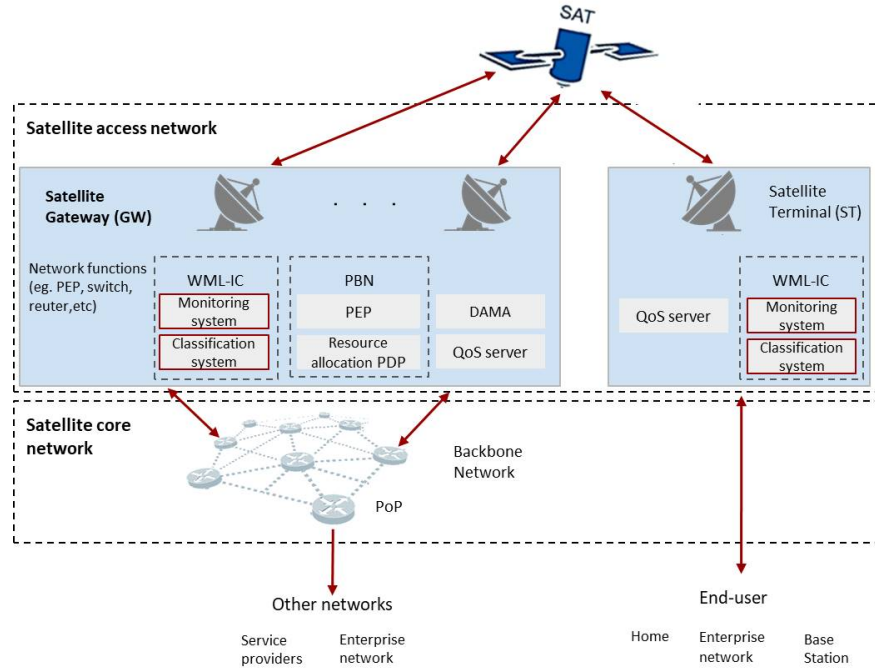 SAT
Satellite access network
Satellite
Gateway (GW)
. . .
Satellite
Terminal (ST)
Network functions
(eg. PEP, switch,
reuter,etc)
WML-IC
Monitoring
system
Classification
system
PBN
PEP
Resource
allocation PDP
DAMA
QoS server
QoS server
WML-IC
Monitoring
system
Classification
system
Satellite core
network
Backbone
Network
PoP
Other networks
Service
providers
Enterprise
network
End-user
Home
Enterprise
network
Base
Station